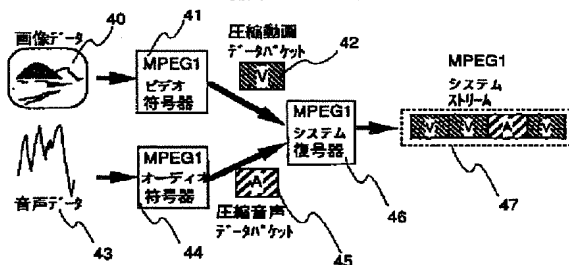 画像データ
40
41
MPEG1
ビデオ
符号器
圧縮動画
データパケット
42
V
MPEG1
システム
復号器
46
MPEG1
システム
ストリーム
V V A V
47
音声データ
43
MPEG1
オーディオ
符号器
44
A
圧縮音声
データパケット
45